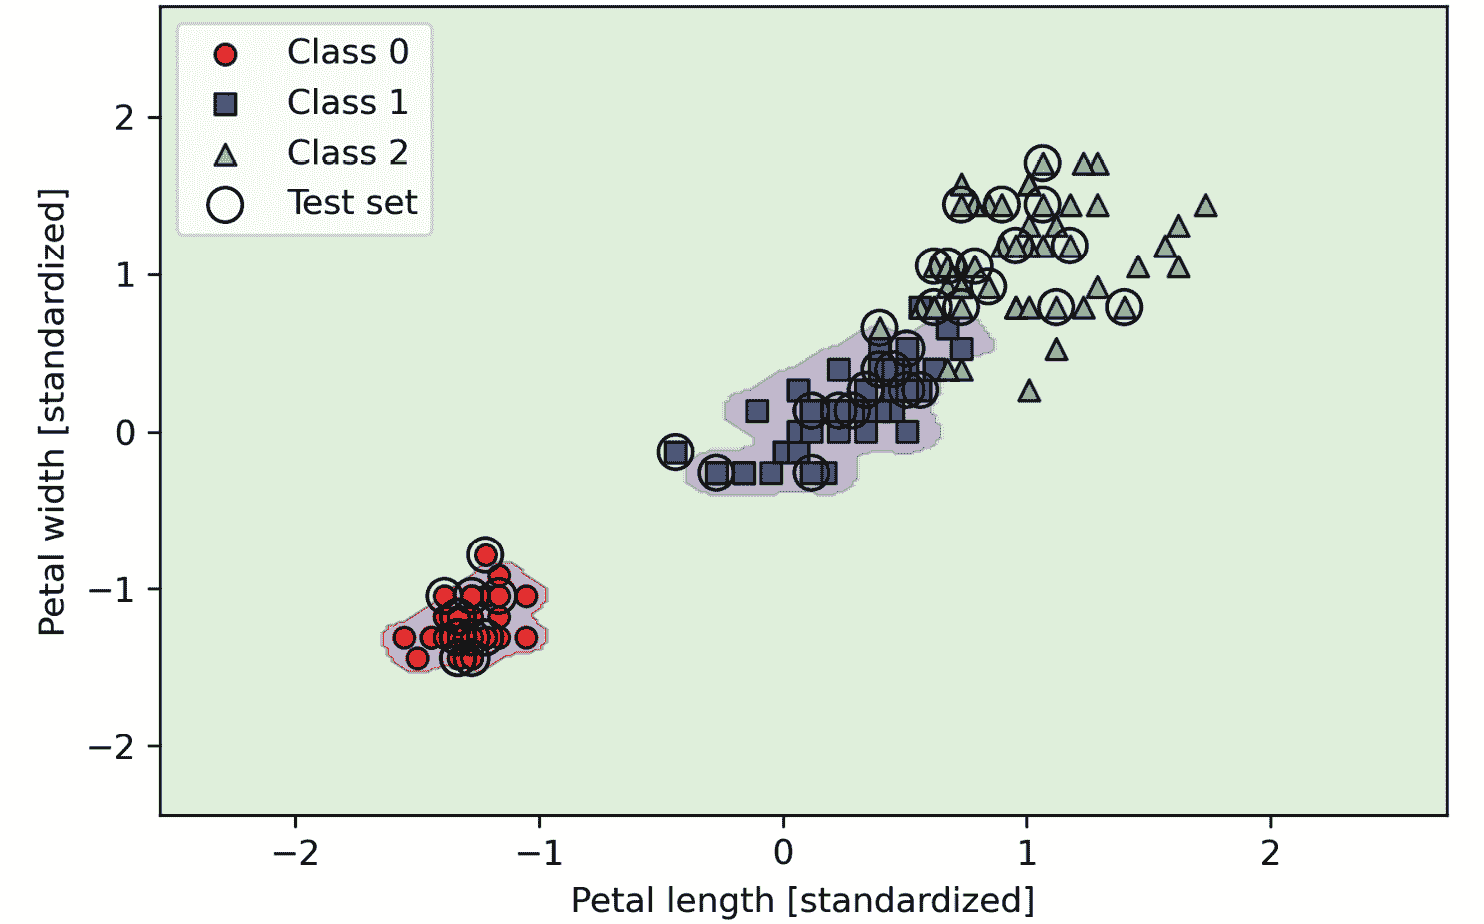 Class 0
Class 1
Class 2
Test set
Petal width [standardized]
2
1
0
−1
−2
−2
−1
0
1
2
Petal length [standardized]